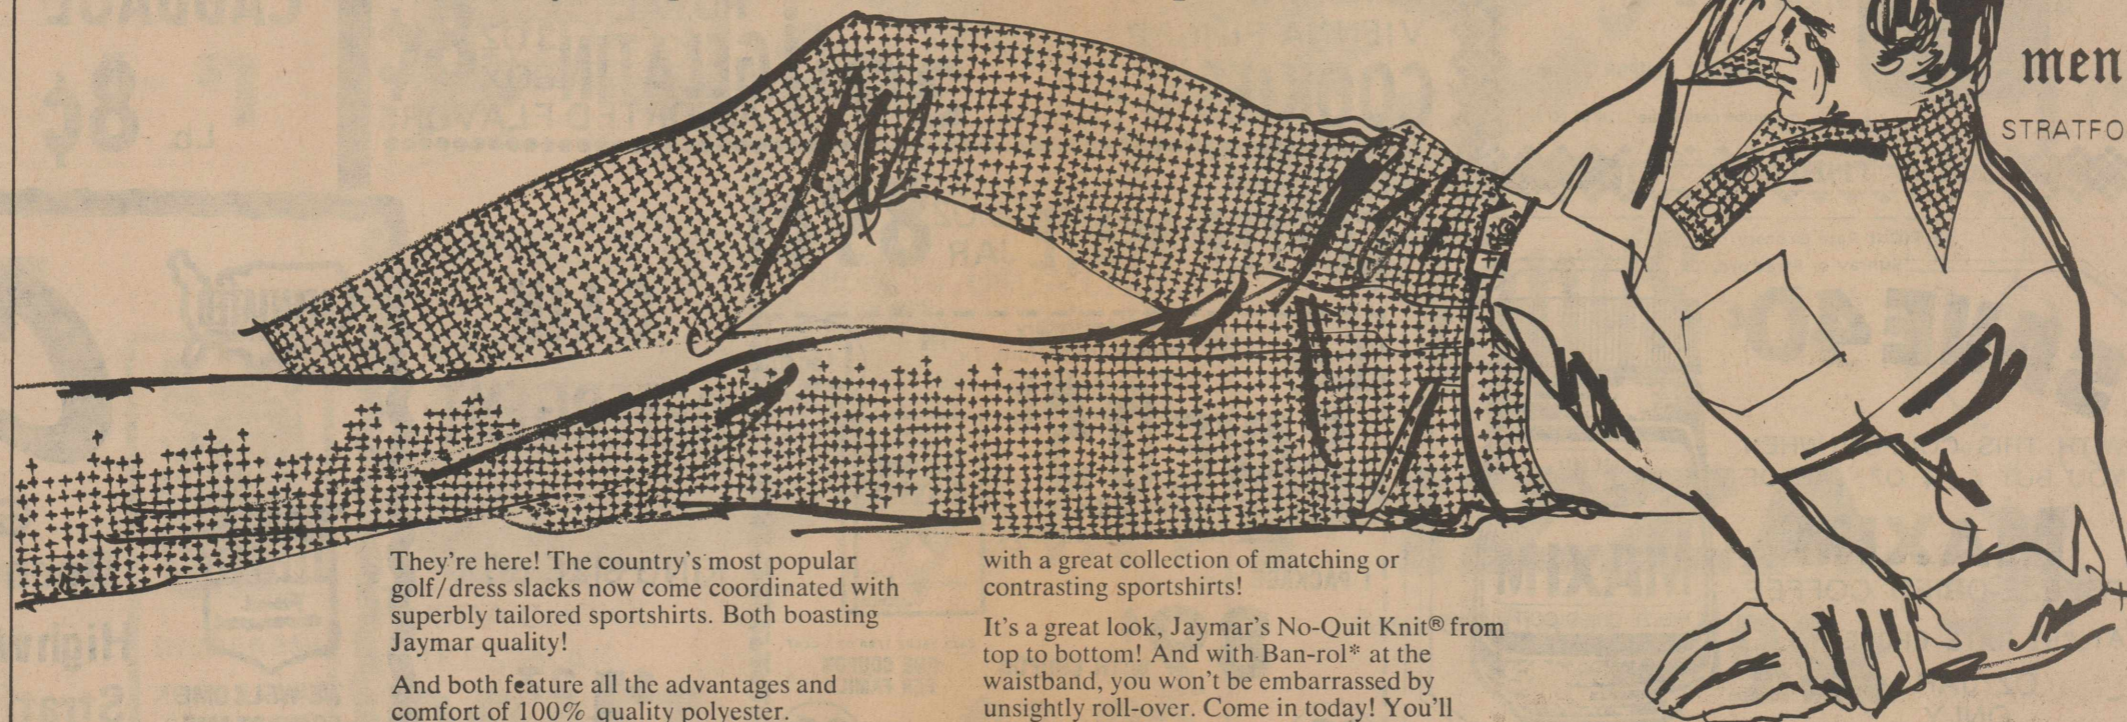 men
STRATFO
They're here! The country's most popular
golf/dress slacks now come coordinated with
superbly tailored sportshirts. Both boasting
Jaymar quality!
And both feature all the advantages and
comfort of 100% quality polyester.
with a great collection of matching or
contrasting sportshirts!
It's a great look, Jaymar's No-Quit Knit® from
top to bottom! And with Ban-rol* at the
waistband, you won't be embarrassed by
unsightly roll-over. Come in today! You'll